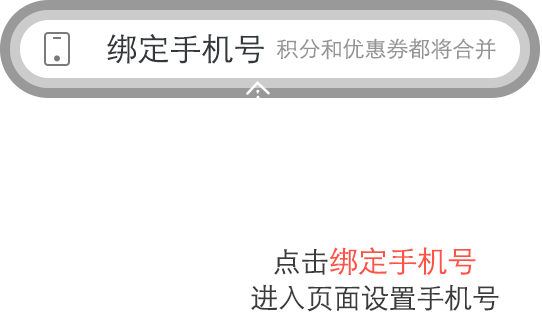 绑定手机号 积分和优惠券都将合并
点击绑定手机号
进入页面设置手机号